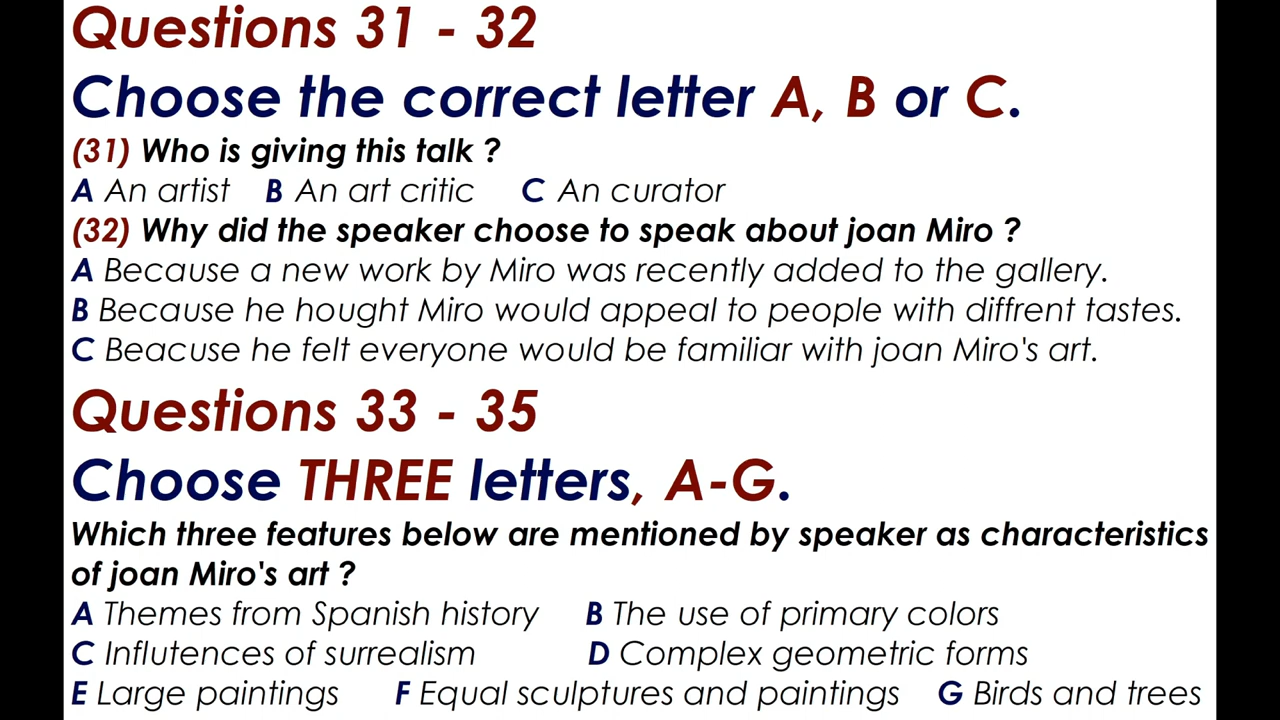 Questions 31 - 32
Choose the correct letter A, B or C.
(31) Who is giving this talk ?
A An artist B An art critic C An curator
(32) Why did the speaker choose to speak about joan Miro ?
A Because a new work by Miro was recently added to the gallery.
B Because he hought Miro would appeal to people with diffrent tastes.
C Beacuse he felt everyone would be familiar with joan Miro's art.
Questions 33 - 35
Choose THREE letters, A-G.
Which three features below are mentioned by speaker as characteristics
of joan Miro's art ?
A Themes from Spanish history B The use of primary colors
C Influtences of surrealism D Complex geometric forms
E Large paintings F Equal sculptures and paintings G Birds and trees